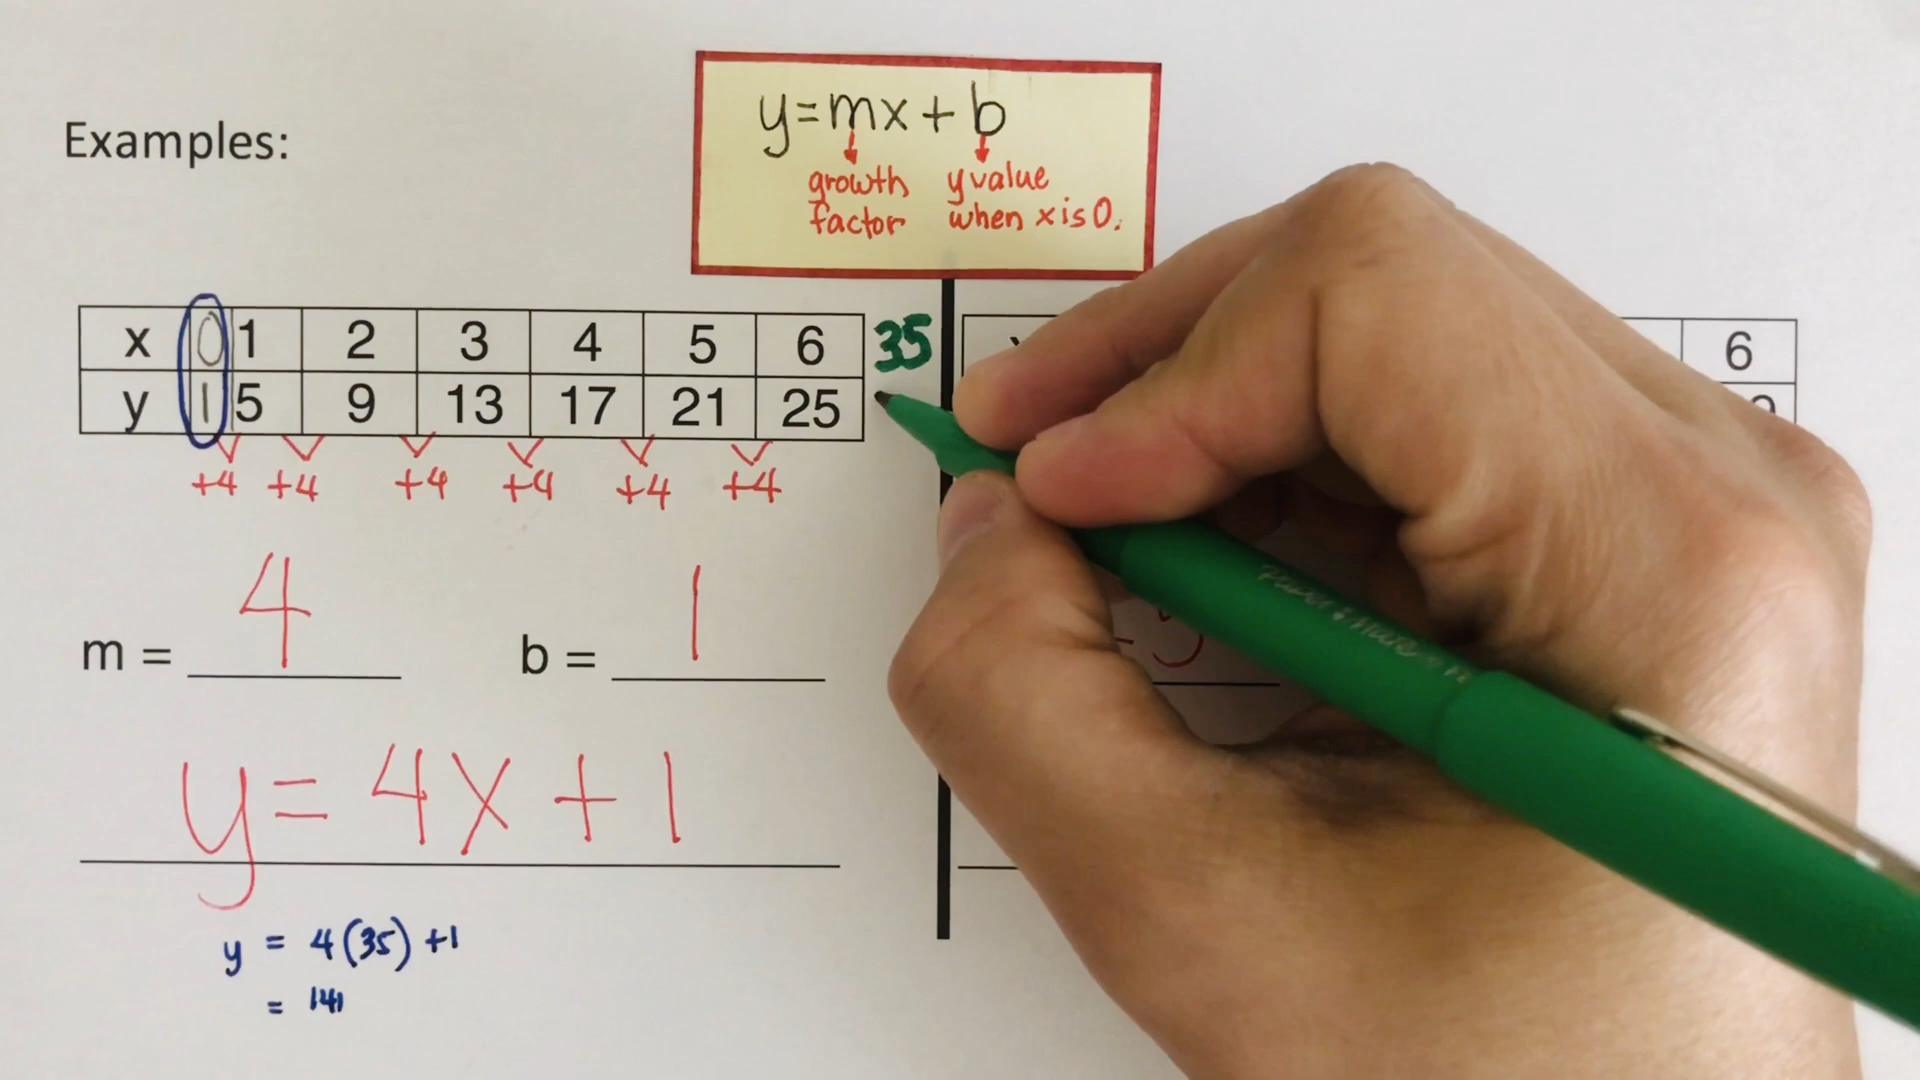 Examples:
y=mx+b
growth factor
y value when x is 0.
x 0 1 2 3 4 5 6 35
y 1 5 9 13 17 21 25
+4 +4 +4 +4 +4 +4
m = 4 b = 1
y = 4x + 1
y = 4(35) +1
= 141
6